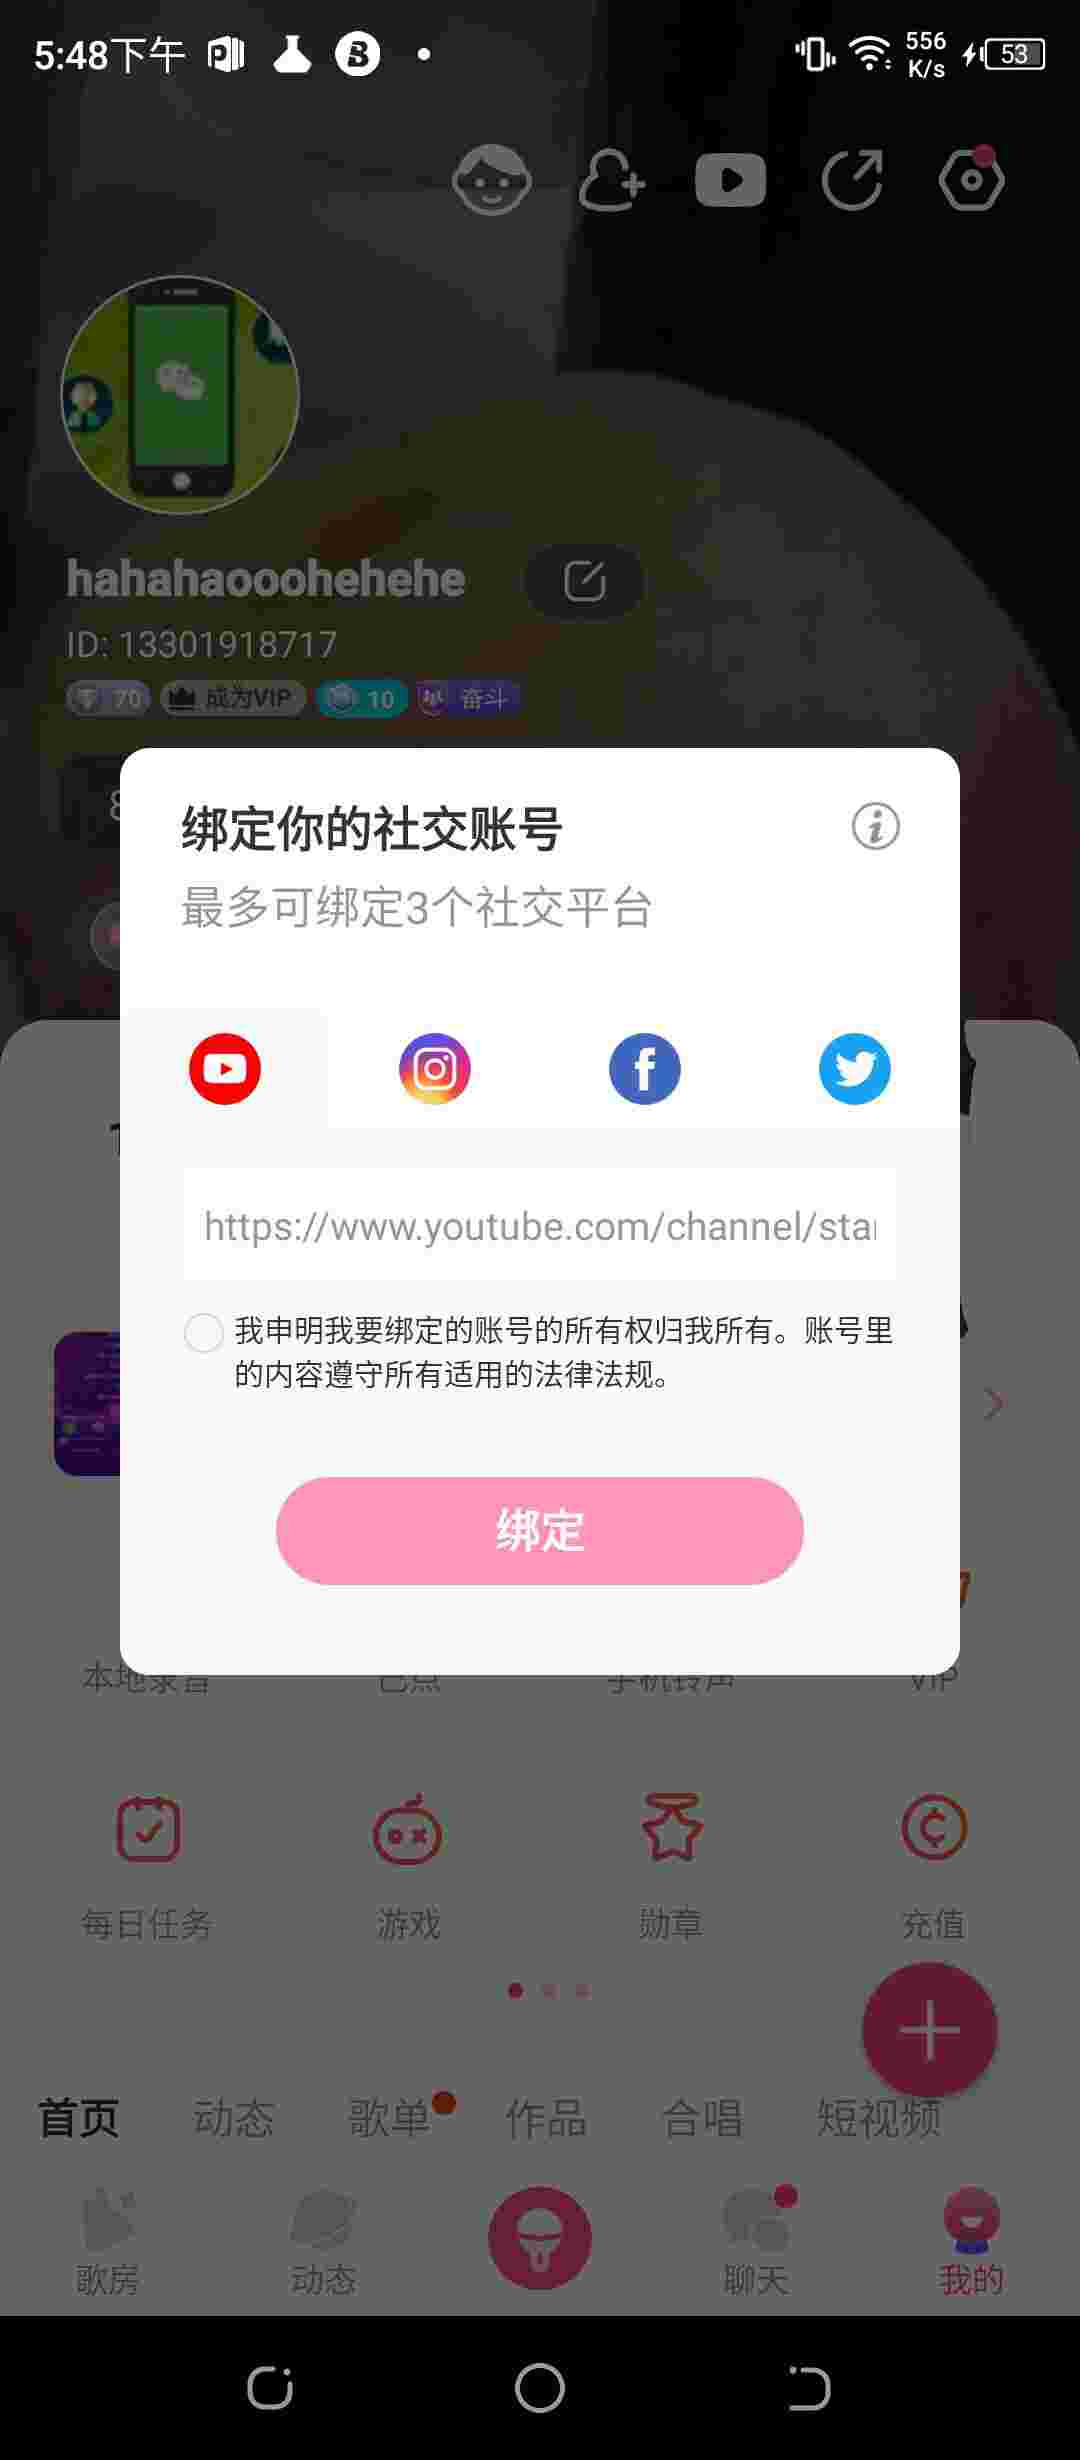 5:48下午
556
K/s
53
hahahaooohehehe
ID: 13301918717
70
成为VIP
10
奋斗
8
绑定你的社交账号
最多可绑定3个社交平台
https://www.youtube.com/channel/sta
我申明我要绑定的账号的所有权归我所有。账号里
的内容遵守所有适用的法律法规。
绑定
本地录音
已点
手机铃声
VIP
每日任务
游戏
勋章
充值
首页
动态
歌单
作品
合唱
短视频
歌房
动态
聊天
我的